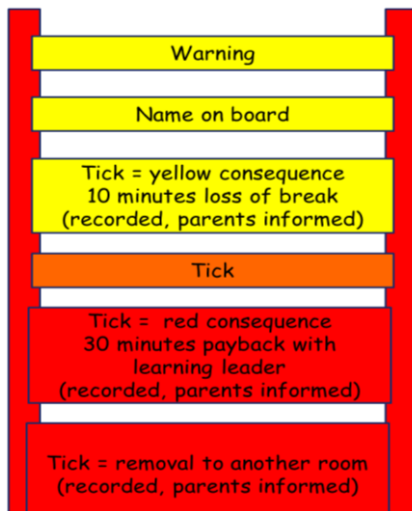 Warning
Name on board
Tick = yellow consequence
10 minutes loss of break
(recorded, parents informed)
Tick
Tick = red consequence
30 minutes payback with
learning leader
(recorded, parents informed)
Tick = removal to another room
(recorded, parents informed)